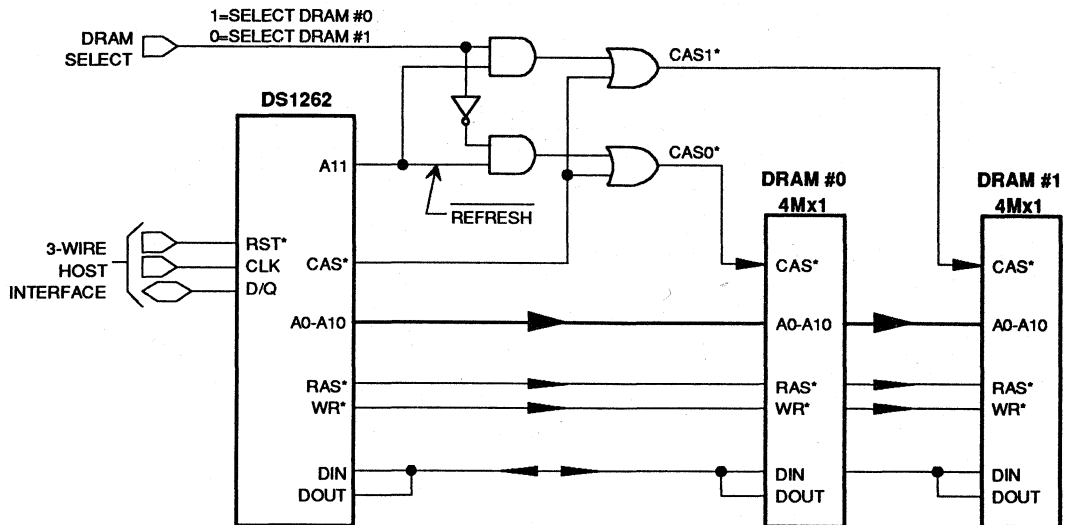 1=SELECT DRAM #0
0=SELECT DRAM #1
DRAM
SELECT
CAS1*
DS1262
A11
CAS0*
REFRESH
DRAM #0
4Mx1
DRAM #1
4Mx1
3-WIRE
HOST
INTERFACE
RST*
CLK
D/Q
CAS*
CAS*
CAS*
A0-A10
A0-A10
A0-A10
RAS*
RAS*
RAS*
WR*
WR*
WR*
DIN
DIN
DIN
DOUT
DOUT
DOUT